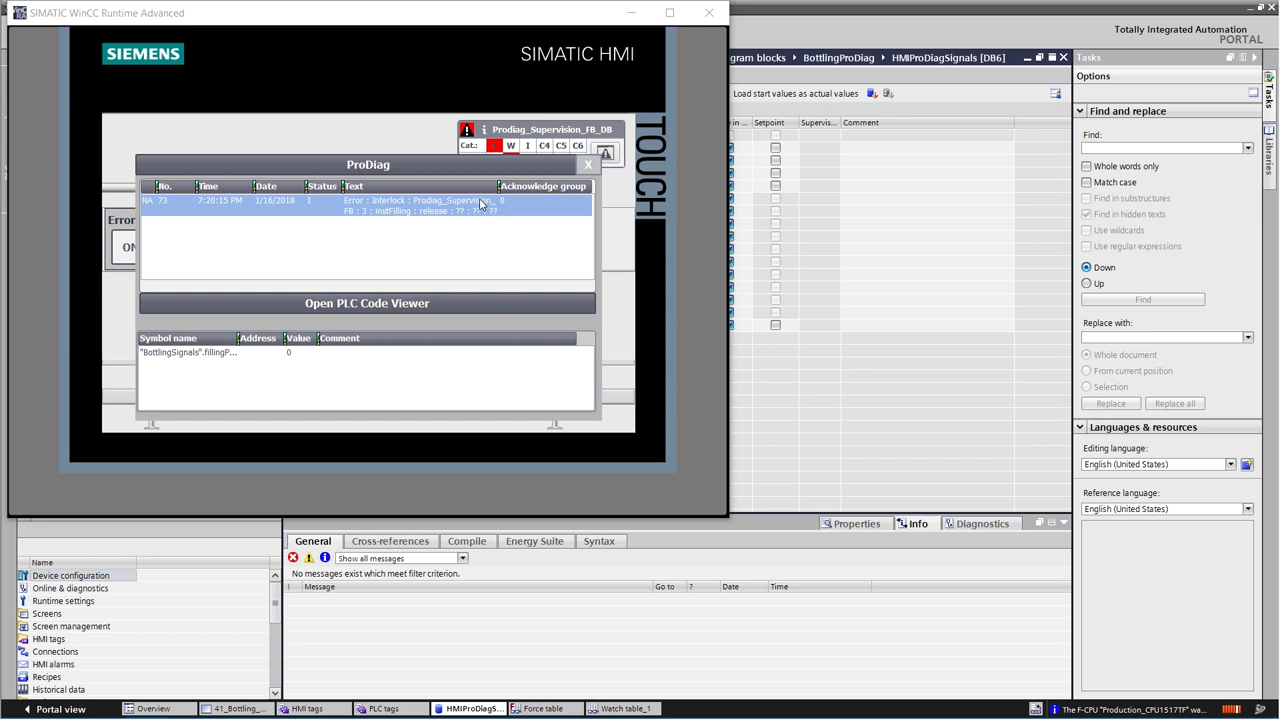 SIMATIC WinCC Runtime Advanced
SIEMENS
SIMATIC HMI
TOUCH
Prodiag_Supervision_FB_DB
Cat.: W I C4 C5 C6
ProDiag
X
No. Time Date Status Text Acknowledge group
NA 73 7:20:15 PM 1/16/2018 I Error : Interlock : Prodiag_Supervision_ 0
FB : 3 : instFilling : release : ?? : ??
Error
ON
Open PLC Code Viewer
Symbol name Address Value Comment
"BottlingSignals".fillingP... 0
Totally Integrated Automation
PORTAL
gram blocks BottlingProDiag HMIProDiagSignals [DB6]
Load start values as actual values
e in ... Setpoint Supervis... Comment
Tasks
Options
Find and replace
Find:
Whole words only
Match case
Find in substructures
Find in hidden texts
Use wildcards
Use regular expressions
Down
Up
Find
Replace with:
Whole document
From current position
Selection
Replace Replace all
Languages & resources
Editing language:
English (United States)
Reference language:
English (United States)
Tasks
Libraries
Properties Info Diagnostics
General Cross-references Compile Energy Suite Syntax
Show all messages
No messages exist which meet filter criterion.
! Message Go to ? Date Time
Name
Device configuration
Online & diagnostics
Runtime settings
Screens
Screen management
HMI tags
Connections
HMI alarms
Recipes
Historical data
Portal view Overview 41_Bottling_... HMI tags PLC tags HMIProDiagS... Force table Watch table_1 The F-CPU "Production_CPU1517TF" wa...